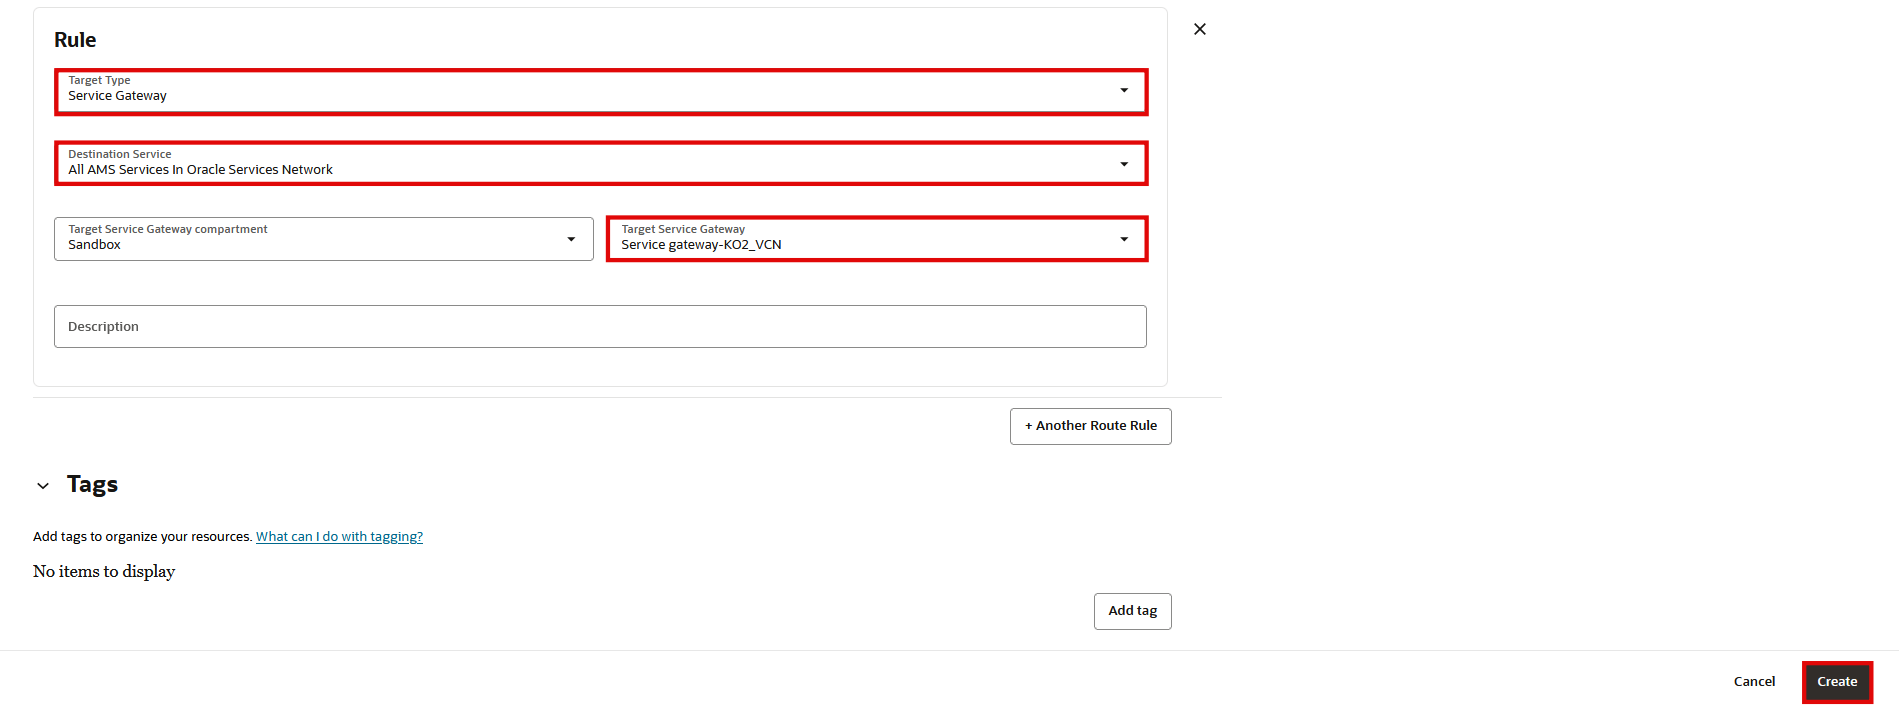 Rule
Target Type
Service Gateway
Destination Service
All AMS Services In Oracle Services Network
Target Service Gateway compartment
Sandbox
Target Service Gateway
Service gateway-KO2_VCN
Description
+ Another Route Rule
Tags
Add tags to organize your resources. What can I do with tagging?
No items to display
Add tag
Cancel
Create